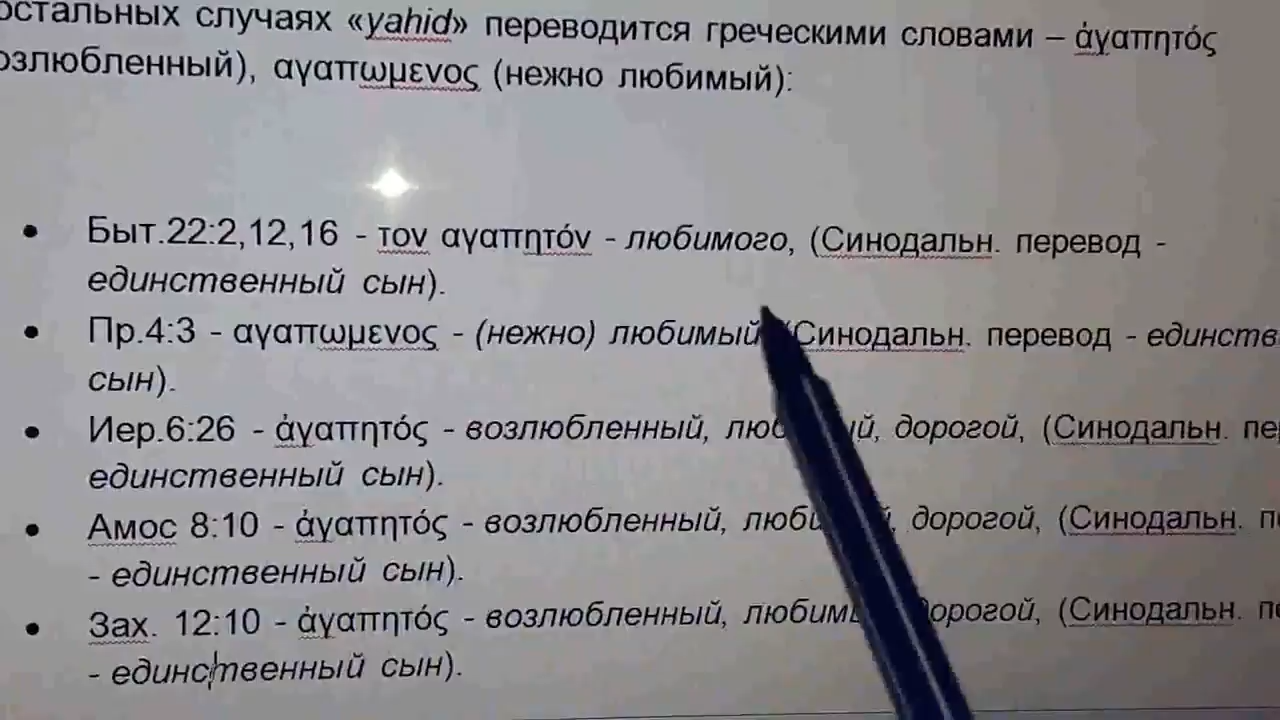 остальных случаях «yahid» переводится греческими словами – ἀγαπητός
озлюбленный), αγαπωμενος (нежно любимый):
• Быт.22:2,12,16 - τον αγαπητόν - любимого, (Синодальн. перевод -
единственный сын).
• Пр.4:3 - αγαπωμενος - (нежно) любимый (Синодальн. перевод - единств
сын).
• Иер.6:26 - ἀγαπητός - возлюбленный, дорогой, (Синодальн.
единственный сын).
• Амос 8:10 - ἀγαπητός - возлюбленный, дорогой, (Синодальн.
- единственный сын).
• Зах. 12:10 - ἀγαπητός - возлюбленный, (Синодальн.
- единственный сын).